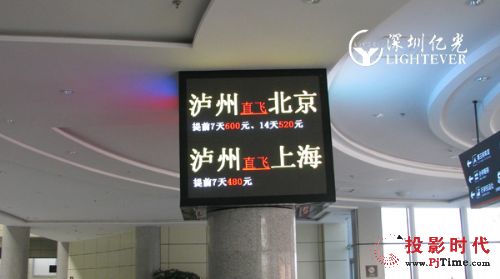 深圳亿光
LIGHTEVER
泸州直飞北京
提前7天600元、14天520元
泸州直飞上海
提前7天480元
投影时代
www.PjTime.com